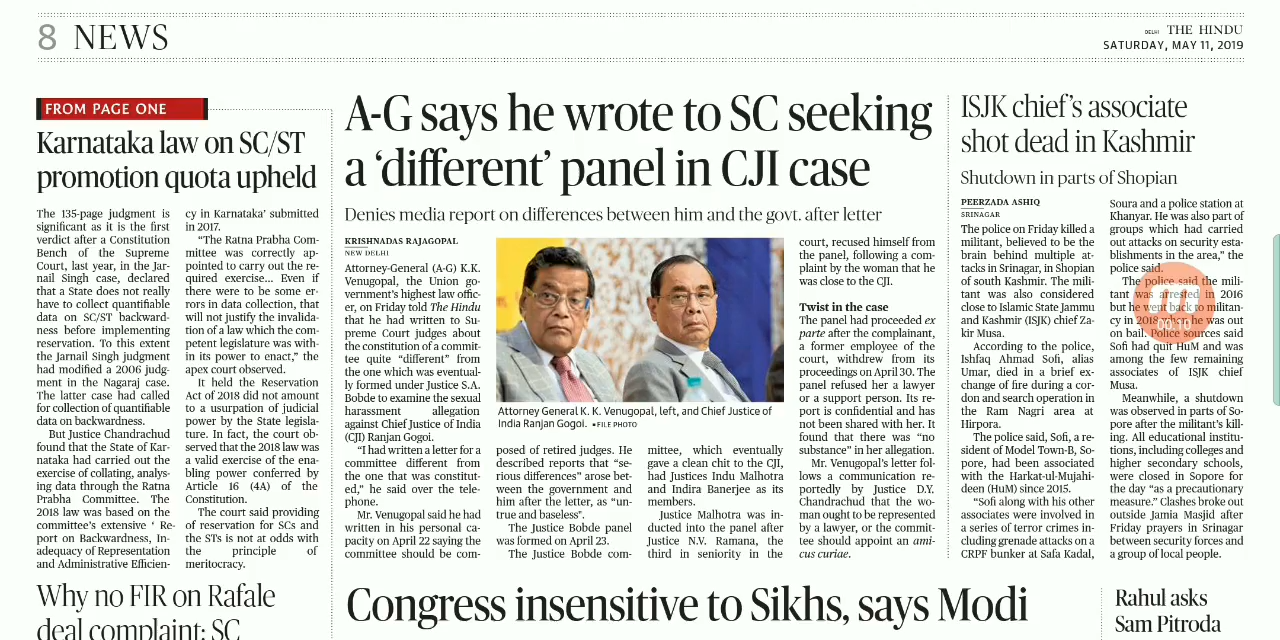 8 NEWS
DELHI THE HINDU
SATURDAY, MAY 11, 2019
FROM PAGE ONE
Karnataka law on SC/ST
promotion quota upheld
The 135-page judgment is
significant as it is the first
verdict after a Constitution
Bench of the Supreme
Court, last year, in the Jar-
nail Singh case, declared
that a State does not really
have to collect quantifiable
data on SC/ST backward-
ness before implementing
reservation. To this extent
the Jarnail Singh judgment
had modified a 2006 judg-
ment in the Nagaraj case.
The latter case had called
for collection of quantifiable
data on backwardness.
But Justice Chandrachud
found that the State of Kar-
nataka had carried out the
exercise of collating, analys-
ing data through the Ratna
Prabha Committee. The
2018 law was based on the
committee's extensive ‘ Re-
port on Backwardness, In-
adequacy of Representation
and Administrative Efficien-
cy in Karnataka’ submitted
in 2017.
“The Ratna Prabha Com-
mittee was correctly ap-
pointed to carry out the re-
quired exercise... Even if
there were to be some er-
rors in data collection, that
will not justify the invalida-
tion of a law which the com-
petent legislature was with-
in its power to enact,” the
apex court observed.
It held the Reservation
Act of 2018 did not amount
to a usurpation of judicial
power by the State legisla-
ture. In fact, the court ob-
served that the 2018 law was
a valid exercise of the ena-
bling power conferred by
Article 16 (4A) of the
Constitution.
The court said providing
of reservation for SCs and
the STs is not at odds with
the principle of
meritocracy.
Why no FIR on Rafale
deal complaint: SC
A-G says he wrote to SC seeking
a ‘different’ panel in CJI case
Denies media report on differences between him and the govt. after letter
KRISHNADAS RAJAGOPAL
NEW DELHI
Attorney-General (A-G) K.K.
Venugopal, the Union go-
vernment's highest law offic-
er, on Friday told The Hindu
that he had written to Su-
preme Court judges about
the constitution of a commit-
tee quite “different” from
the one which was eventual-
ly formed under Justice S.A.
Bobde to examine the sexual
harassment allegation
against Chief Justice of India
(CJI) Ranjan Gogoi.
“I had written a letter for a
committee different from
the one that was constitut-
ed,” he said over the tele-
phone.
Mr. Venugopal said he had
written in his personal ca-
pacity on April 22 saying the
committee should be com-
Attorney General K. K. Venugopal, left, and Chief Justice of
India Ranjan Gogoi. ▪FILE PHOTO
posed of retired judges. He
described reports that “se-
rious differences” arose bet-
ween the government and
him after the letter, as “un-
true and baseless”.
The Justice Bobde panel
was formed on April 23.
The Justice Bobde com-
mittee, which eventually
gave a clean chit to the CJI,
had Justices Indu Malhotra
and Indira Banerjee as its
members.
Justice Malhotra was in-
ducted into the panel after
Justice N.V. Ramana, the
third in seniority in the
court, recused himself from
the panel, following a com-
plaint by the woman that he
was close to the CJI.
Twist in the case
The panel had proceeded ex
parte after the complainant,
a former employee of the
court, withdrew from its
proceedings on April 30. The
panel refused her a lawyer
or a support person. Its re-
port is confidential and has
not been shared with her. It
found that there was “no
substance” in her allegation.
Mr. Venugopal's letter fol-
lows a communication re-
portedly by Justice D.Y.
Chandrachud that the wo-
man ought to be represented
by a lawyer, or the commit-
tee should appoint an ami-
cus curiae.
Congress insensitive to Sikhs, says Modi
ISJK chief's associate
shot dead in Kashmir
Shutdown in parts of Shopian
PEERZADA ASHIQ
SRINAGAR
The police on Friday killed a
militant, believed to be the
brain behind multiple at-
tacks in Srinagar, in Shopian
of south Kashmir. The mili-
tant was also considered
close to Islamic State Jammu
and Kashmir (ISJK) chief Za-
kir Musa.
According to the police,
Ishfaq Ahmad Sofi, alias
Umar, died in a brief ex-
change of fire during a cor-
don and search operation in
the Ram Nagri area at
Hirpora.
The police said, Sofi, a re-
sident of Model Town-B, So-
pore, had been associated
with the Harkat-ul-Mujahi-
deen (HuM) since 2015.
“Sofi along with his other
associates were involved in
a series of terror crimes in-
cluding grenade attacks on a
CRPF bunker at Safa Kadal,
Soura and a police station at
Khanyar. He was also part of
groups which had carried
out attacks on security esta-
blishments in the area,” the
police said.
The police said the mili-
tant was arrested in 2016
but he militan-
cy in 2018 when he was out
on bail. Police sources said
Sofi had quit HuM and was
among the few remaining
associates of ISJK chief
Musa.
Meanwhile, a shutdown
was observed in parts of So-
pore after the militant's kill-
ing. All educational institu-
tions, including colleges and
higher secondary schools,
were closed in Sopore for
the day “as a precautionary
measure.” Clashes broke out
outside Jamia Masjid after
Friday prayers in Srinagar
between security forces and
a group of local people.
Rahul asks
Sam Pitroda